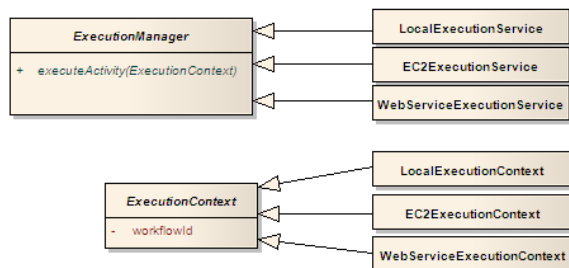 ExecutionManager
+ executeActivity(ExecutionContext)
LocalExecutionService
EC2ExecutionService
WebServiceExecutionService
ExecutionContext
- workflowId
LocalExecutionContext
EC2ExecutionContext
WebServiceExecutionContext